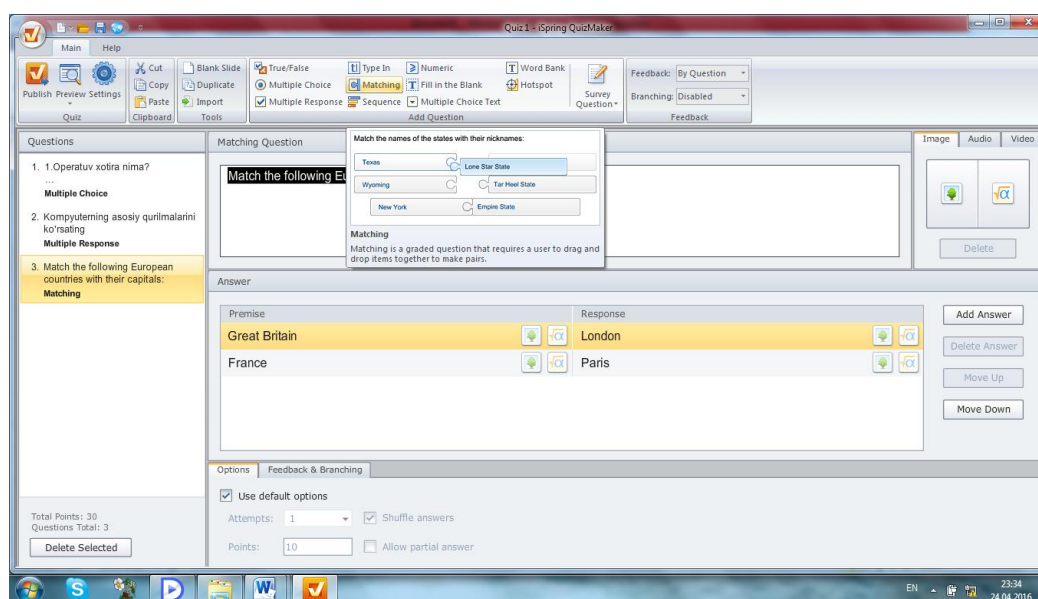 Quiz 1 - iSpring QuizMaker
Main Help
Publish Preview Settings
Quiz
Cut
Copy
Paste
Clipboard
Blank Slide
Duplicate
Import
Tools
True/False
Type In
Numeric
Word Bank
Multiple Choice
Matching
Fill in the Blank
Hotspot
Multiple Response
Sequence
Multiple Choice Text
Survey
Question
Add Question
Feedback: By Question
Branching: Disabled
Feedback
Questions
1. 1.Operatuv xotira nima?
...
Multiple Choice
2. Kompyuterning asosiy qurilmalarini
ko'rsating
Multiple Response
3. Match the following European
countries with their capitals:
Matching
Total Points: 30
Questions Total: 3
Delete Selected
Matching Question
Match the following Eu
Match the names of the states with their nicknames:
Texas Lone Star State
Wyoming Tar Heel State
New York Empire State
Matching
Matching is a graded question that requires a user to drag and
drop items together to make pairs.
Image Audio Video
Delete
Answer
Premise Response
Great Britain London
France Paris
Add Answer
Delete Answer
Move Up
Move Down
Options Feedback & Branching
Use default options
Attempts: 1 Shuffle answers
Points: 10 Allow partial answer
EN
23:34
24.04.2016